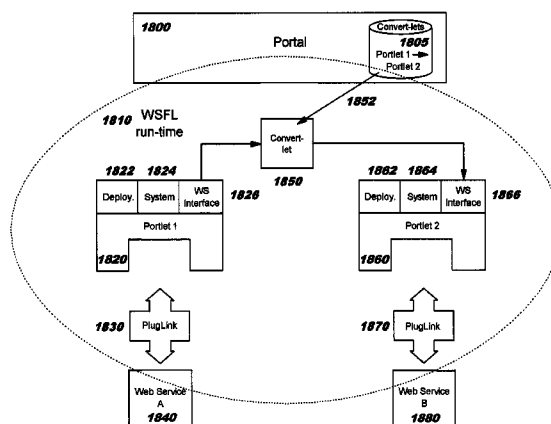 1800
Portal
Convert-lets
1805
Portlet 1
Portlet 2
1810
WSFL
run-time
1852
Convert-
let
1850
1822
1824
Deploy.
System
WS
Interface
1826
Portlet 1
1820
1862
1864
Deploy.
System
WS
Interface
1866
Portlet 2
1860
1830
PlugLink
1870
PlugLink
Web Service
A
1840
Web Service
B
1880